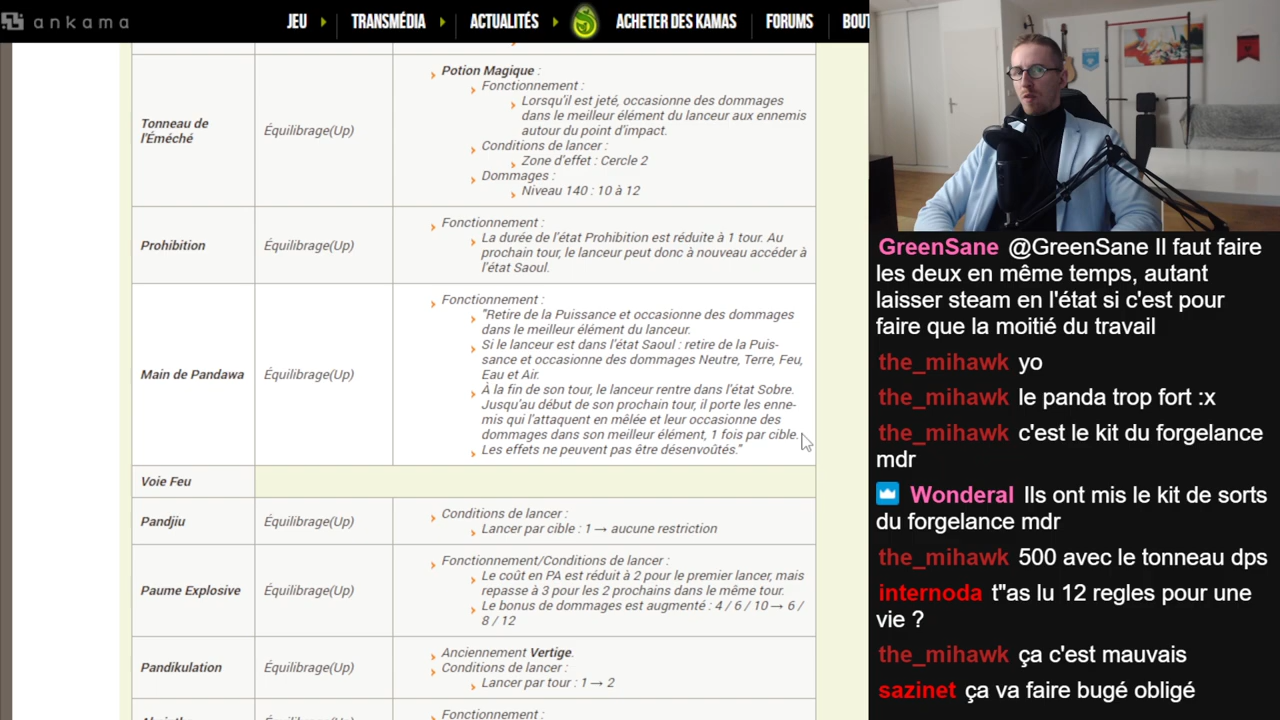 ankama
JEU
TRANSMÉDIA
ACTUALITÉS
ACHETER DES KAMAS
FORUMS
BOUT
Tonneau de
l'Éméché
Équilibrage(Up)
Potion Magique :
Fonctionnement :
Lorsqu'il est jeté, occasionne des dommages
dans le meilleur élément du lanceur aux ennemis
autour du point d'impact.
Conditions de lancer :
Zone d'effet : Cercle 2
Dommages :
Niveau 140 : 10 à 12
Prohibition
Équilibrage(Up)
Fonctionnement :
La durée de l'état Prohibition est réduite à 1 tour. Au
prochain tour, le lanceur peut donc à nouveau accéder à
l'état Saoul.
Main de Pandawa
Équilibrage(Up)
Fonctionnement :
"Retire de la Puissance et occasionne des dommages
dans le meilleur élément du lanceur.
Si le lanceur est dans l'état Saoul : retire de la Puis-
sance et occasionne des dommages Neutre, Terre, Feu,
Eau et Air.
À la fin de son tour, le lanceur rentre dans l'état Sobre.
Jusqu'au début de son prochain tour, il porte les enne-
mis qui l'attaquent en mêlée et leur occasionne des
dommages dans son meilleur élément, 1 fois par cible.
Les effets ne peuvent pas être désenvoûtés."
Voie Feu
Pandjiu
Équilibrage(Up)
Conditions de lancer :
Lancer par cible : 1 → aucune restriction
Paume Explosive
Équilibrage(Up)
Fonctionnement/Conditions de lancer :
Le coût en PA est réduit à 2 pour le premier lancer, mais
repasse à 3 pour les 2 prochains dans le même tour.
Le bonus de dommages est augmenté : 4 / 6 / 10 → 6 /
8 / 12
Pandikulation
Équilibrage(Up)
Anciennement Vertige.
Conditions de lancer :
Lancer par tour : 1 → 2
Fonctionnement :
GreenSane @GreenSane Il faut faire
les deux en même temps, autant
laisser steam en l'état si c'est pour
faire que la moitié du travail
the_mihawk yo
the_mihawk le panda trop fort :x
the_mihawk c'est le kit du forgelance
mdr
Wonderal Ils ont mis le kit de sorts
du forgelance mdr
the_mihawk 500 avec le tonneau dps
internoda t"as lu 12 regles pour une
vie ?
the_mihawk ça c'est mauvais
sazinet ça va faire bugé obligé